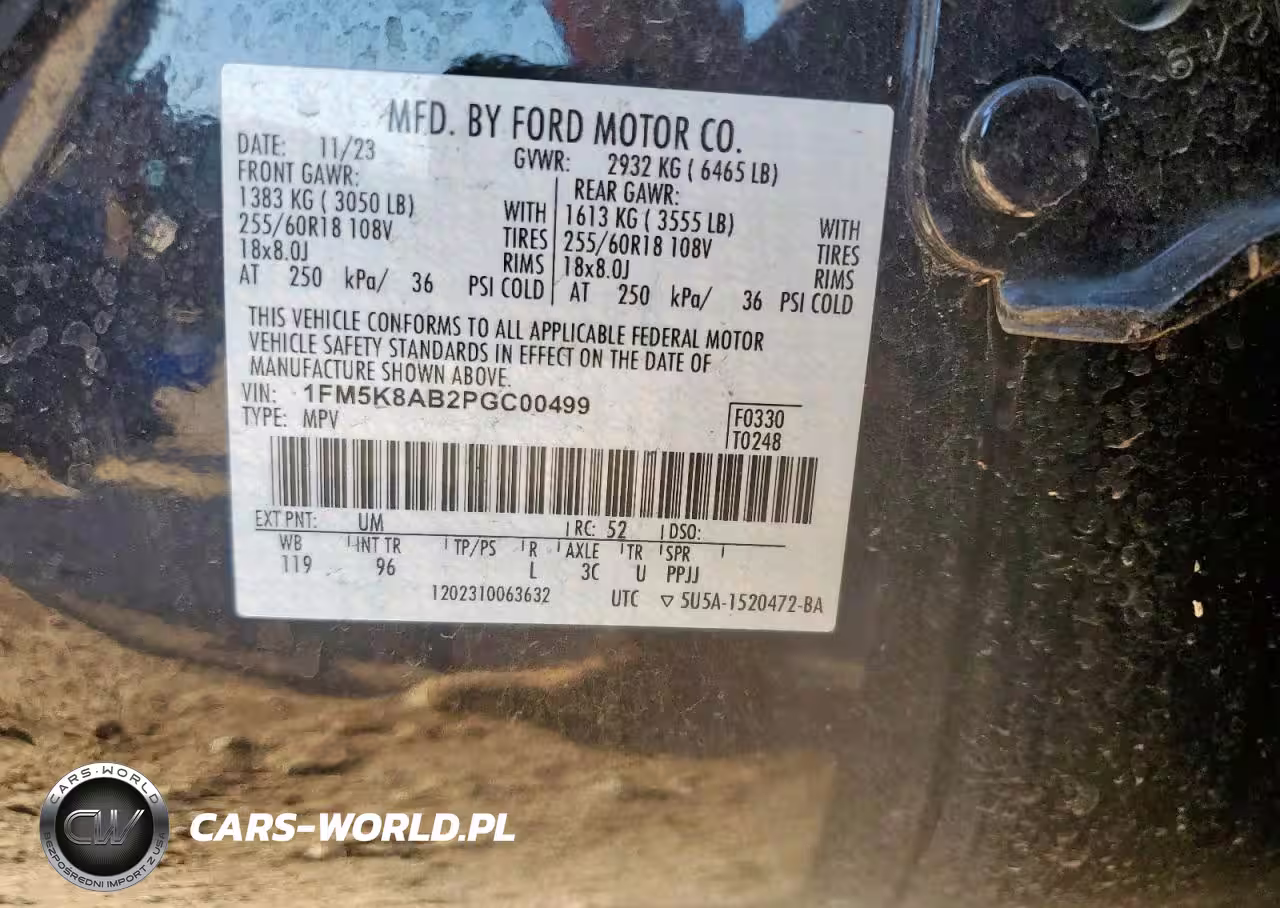 MFD. BY FORD MOTOR CO.
DATE: 11/23
GVWR: 2932 KG ( 6465 LB)
FRONT GAWR:
1383 KG ( 3050 LB) WITH
255/60R18 108V TIRES
18x8.0J RIMS
AT 250 kPa/ 36 PSI COLD
REAR GAWR:
1613 KG ( 3555 LB) WITH
255/60R18 108V TIRES
18x8.0J RIMS
AT 250 kPa/ 36 PSI COLD
THIS VEHICLE CONFORMS TO ALL APPLICABLE FEDERAL MOTOR
VEHICLE SAFETY STANDARDS IN EFFECT ON THE DATE OF
MANUFACTURE SHOWN ABOVE.
VIN: 1FM5K8AB2PGC00499
TYPE: MPV
F0330
T0248
EXT PNT: UM RC: 52 DSO:
WB INT TR TP/PS R AXLE TR SPR
119 96 L 3C U PPJJ
1202310063632 UTC ▽ 5U5A-1520472-BA
CARS-WORLD
CW
BEZPOŚREDNI IMPORT Z USA
CARS-WORLD.PL